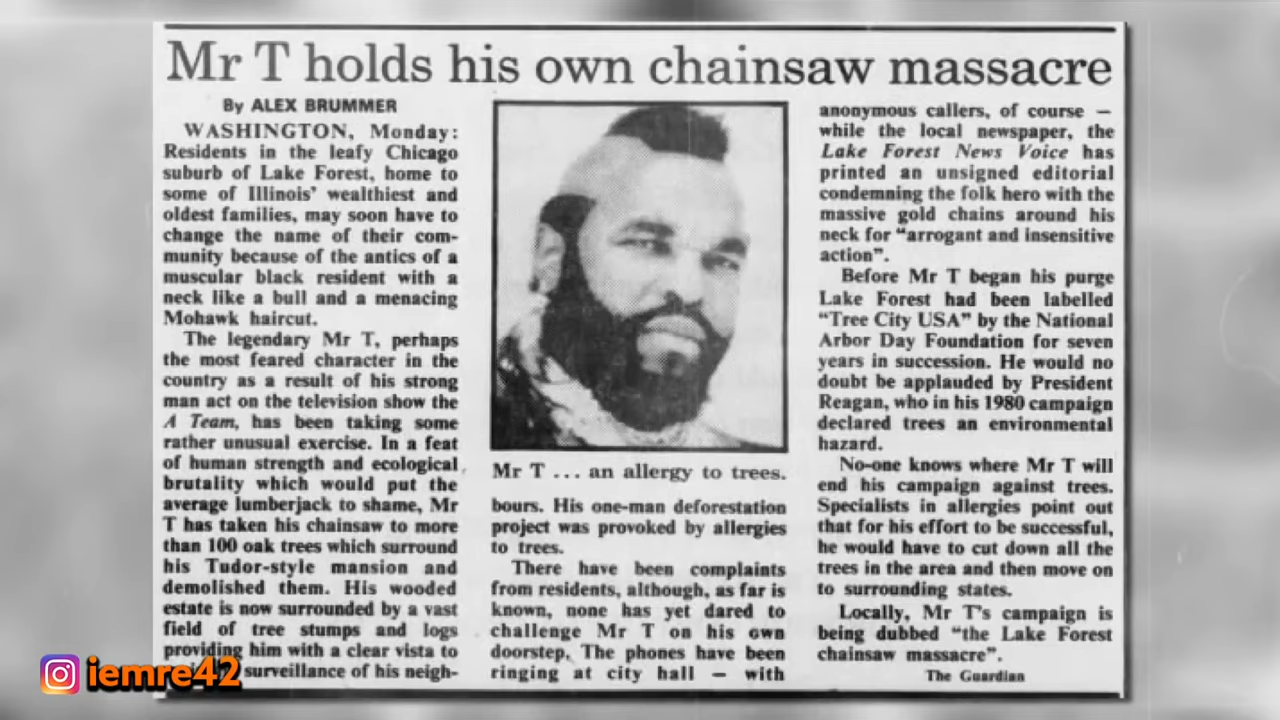 Mr T holds his own chainsaw massacre
By ALEX BRUMMER
WASHINGTON, Monday:
Residents in the leafy Chicago
suburb of Lake Forest, home to
some of Illinois' wealthiest and
oldest families, may soon have to
change the name of their com-
munity because of the antics of a
muscular black resident with a
neck like a bull and a menacing
Mohawk haircut.
The legendary Mr T, perhaps
the most feared character in the
country as a result of his strong
man act on the television show the
A Team, has been taking some
rather unusual exercise. In a feat
of human strength and ecological
brutality which would put the
average lumberjack to shame, Mr
T has taken his chainsaw to more
than 100 oak trees which surround
his Tudor-style mansion and
demolished them. His wooded
estate is now surrounded by a vast
field of tree stumps and logs
providing him with a clear vista to
surveillance of his neigh-
Mr T ... an allergy to trees.
bours. His one-man deforestation
project was provoked by allergies
to trees.
There have been complaints
from residents, although, as far is
known, none has yet dared to
challenge Mr T on his own
doorstep. The phones have been
ringing at city hall — with
anonymous callers, of course —
while the local newspaper, the
Lake Forest News Voice has
printed an unsigned editorial
condemning the folk hero with the
massive gold chains around his
neck for "arrogant and insensitive
action".
Before Mr T began his purge
Lake Forest had been labelled
"Tree City USA" by the National
Arbor Day Foundation for seven
years in succession. He would no
doubt be applauded by President
Reagan, who in his 1980 campaign
declared trees an environmental
hazard.
No-one knows where Mr T will
end his campaign against trees.
Specialists in allergies point out
that for his effort to be successful,
he would have to cut down all the
trees in the area and then move on
to surrounding states.
Locally, Mr T's campaign is
being dubbed "the Lake Forest
chainsaw massacre".
The Guardian
iemre42